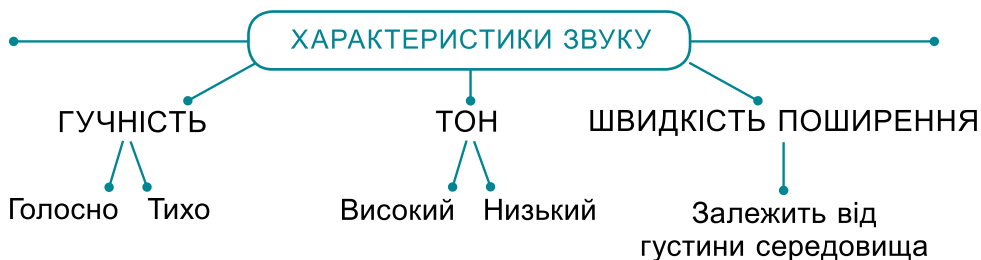 ХАРАКТЕРИСТИКИ ЗВУКУ
ГУЧНІСТЬ
ТОН
ШВИДКІСТЬ ПОШИРЕННЯ
Голосно
Тихо
Високий
Низький
Залежить від
густини середовища